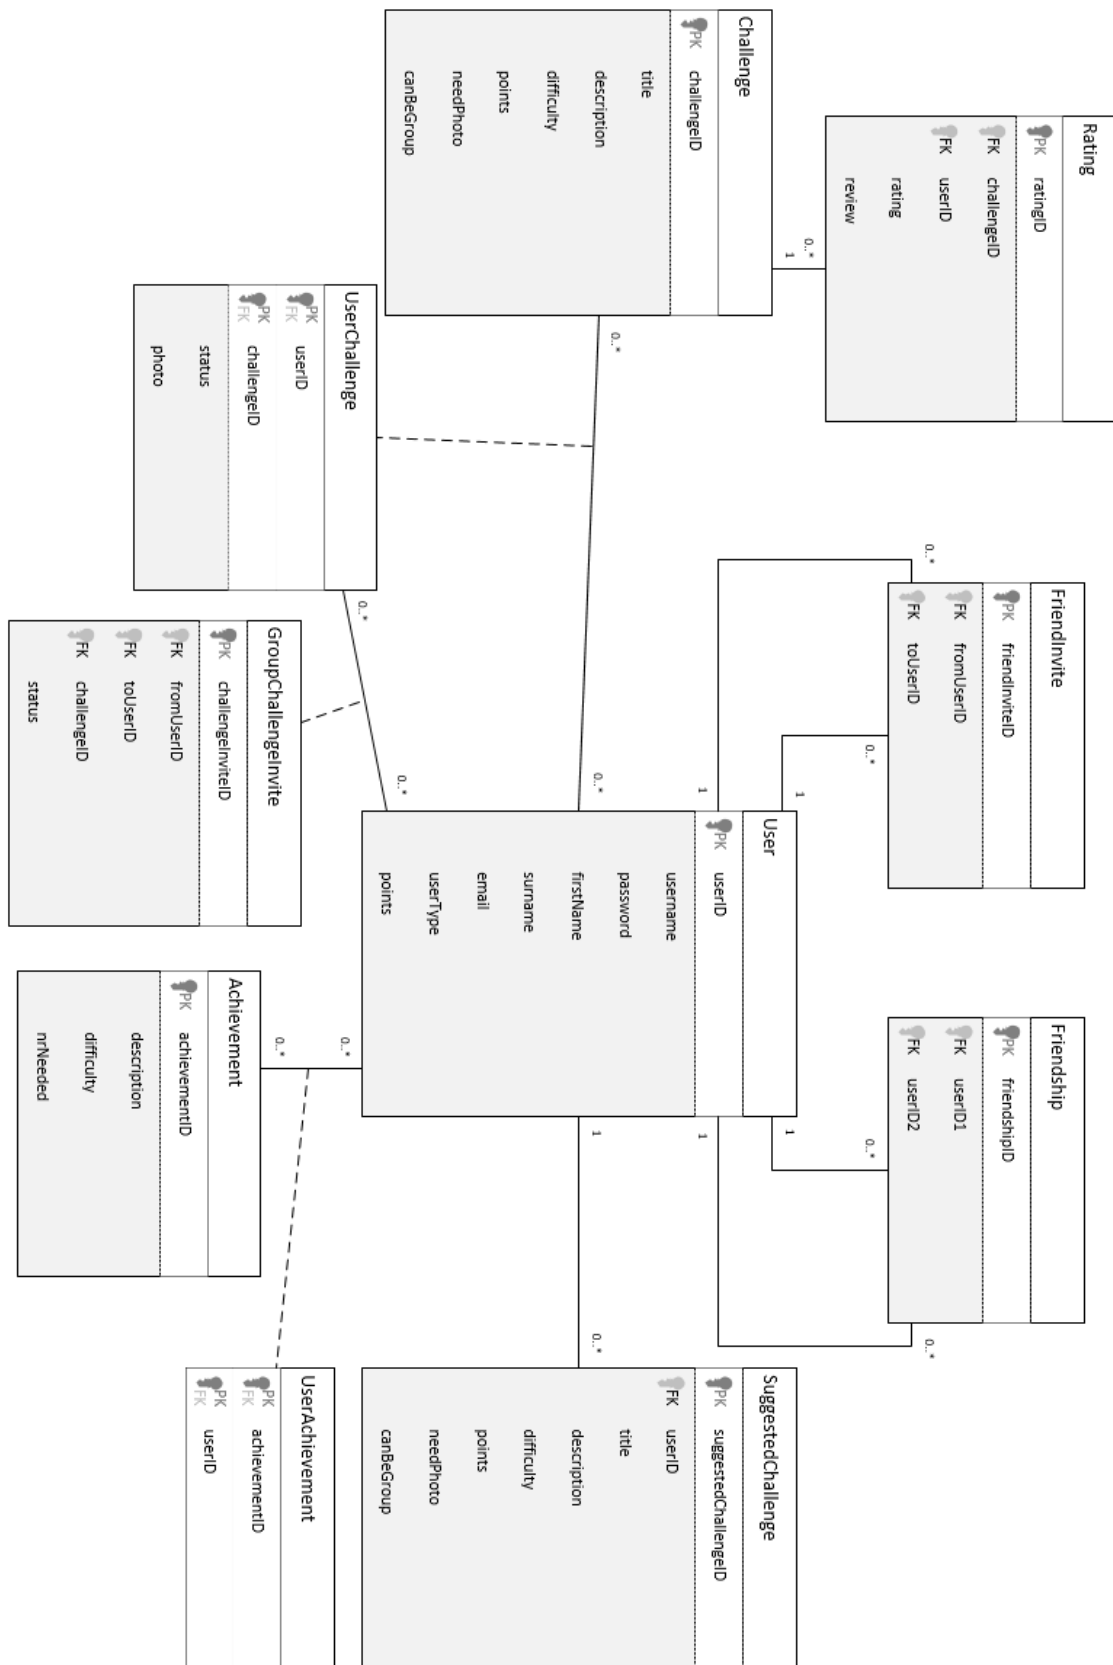 Rating
PK ratingID
FK challengeID
FK userID
rating
review
0..*
1
FriendInvite
PK friendInviteID
FK fromUserID
FK toUserID
0..*
0..*
1
1
Friendship
PK friendshipID
FK userID1
FK userID2
0..*
0..*
1
1
Challenge
PK challengeID
title
description
difficulty
points
needPhoto
canBeGroup
0..*
0..*
User
PK userID
username
password
firstName
surname
email
userType
points
1
0..*
SuggestedChallenge
PK suggestedChallengeID
FK userID
title
description
difficulty
points
needPhoto
canBeGroup
UserChallenge
PK FK userID
PK FK challengeID
status
photo
0..*
0..*
GroupChallengeInvite
PK challengeInviteID
FK fromUserID
FK toUserID
FK challengeID
status
0..*
0..*
Achievement
PK achievementID
description
difficulty
nrNeeded
UserAchievement
PK FK achievementID
PK FK userID